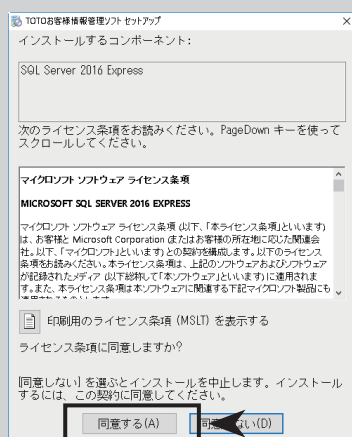 TOTOお客様情報管理ソフト セットアップ
インストールするコンポーネント:
SQL Server 2016 Express
次のライセンス条項をお読みください。PageDown キーを使って
スクロールしてください。
マイクロソフト ソフトウェア ライセンス条項
MICROSOFT SQL SERVER 2016 EXPRESS
マイクロソフト ソフトウェア ライセンス条項 (以下、「本ライセンス条項」といいます)
は、お客様と Microsoft Corporation (またはお客様の所在地に応じた関連会
社。以下、「マイクロソフト」といいます) との契約を構成します。以下のライセンス
条項をお読みください。本ライセンス条項は、上記のソフトウェアおよびソフトウェア
が記録されたメディア (以下総称して「本ソフトウェア」といいます) に適用されま
す。また、本ライセンス条項は本ソフトウェアに関連する下記マイクロソフト製品にも
印刷用のライセンス条項 (MSLT) を表示する
ライセンス条項に同意しますか?
[同意しない] を選ぶとインストールを中止します。インストール
するには、この契約に同意してください。
同意する(A)
同 ない(D)